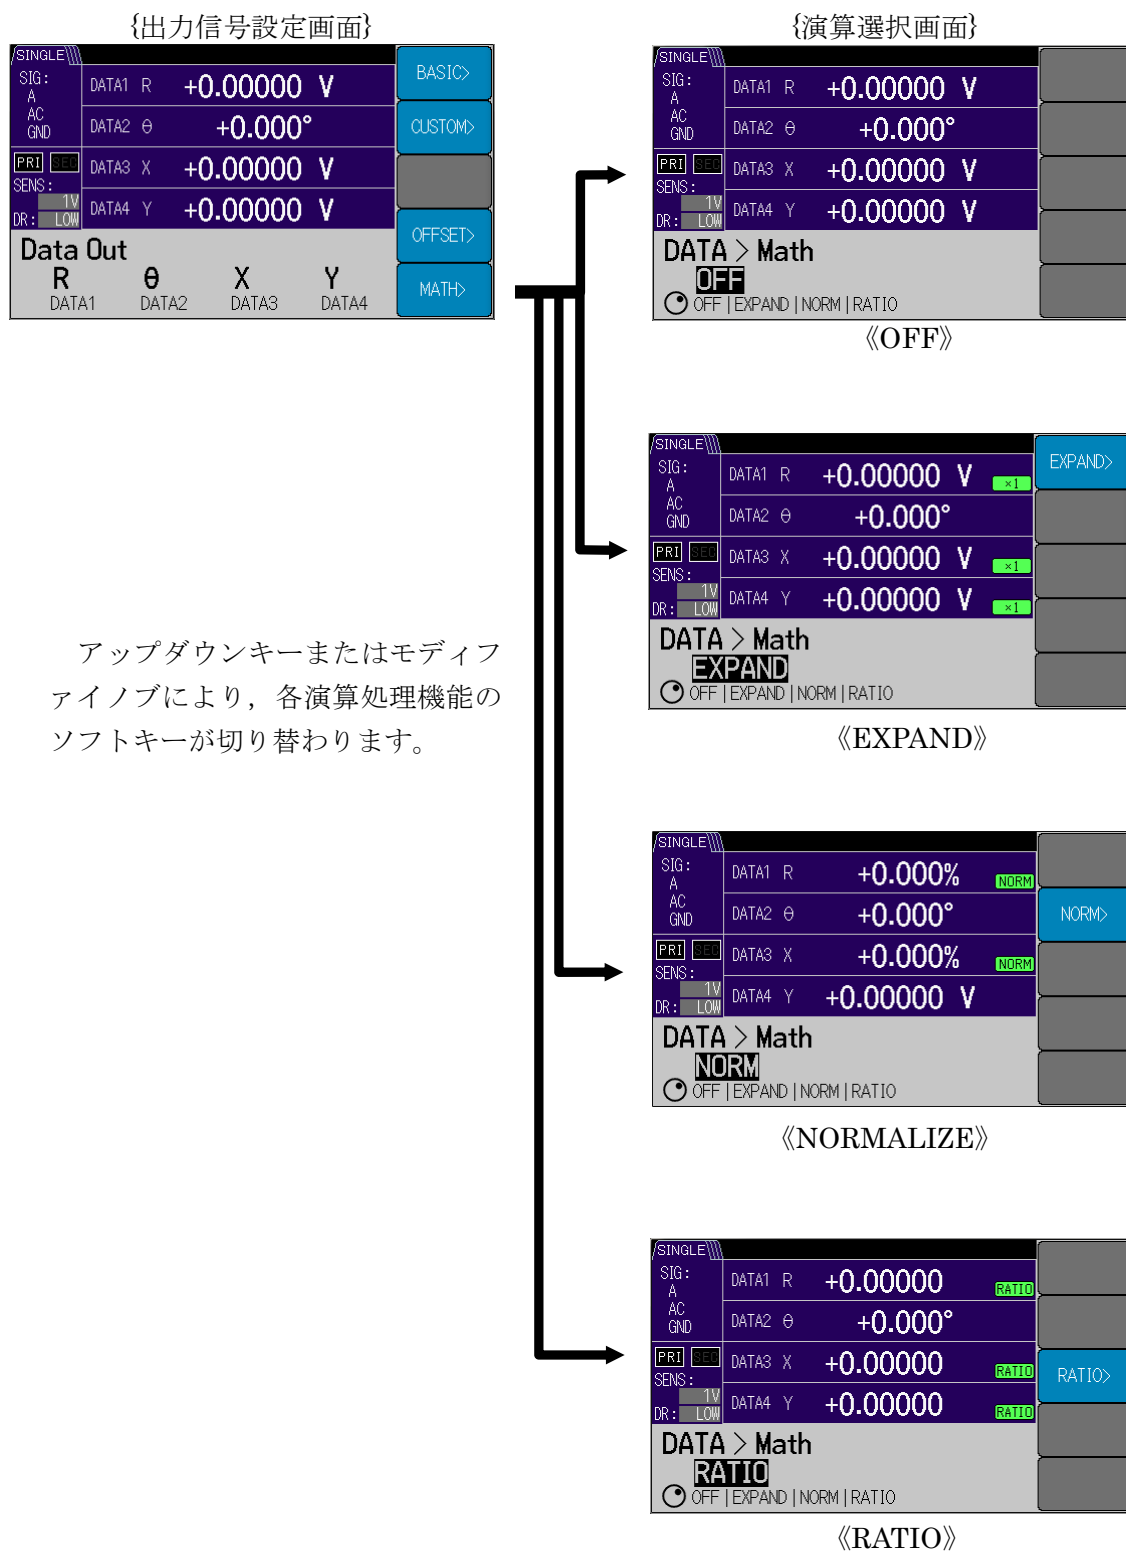 {出力信号設定画面}
SINGLE
SIG:
A
AC
GND
PRI SEC
SENS:
1V
DR: LOW
DATA1 R +0.00000 V
DATA2 θ +0.000°
DATA3 X +0.00000 V
DATA4 Y +0.00000 V
Data Out
R θ X Y
DATA1 DATA2 DATA3 DATA4
BASIC>
CUSTOM>
OFFSET>
MATH>
アップダウンキーまたはモディフ
ァイノブにより，各演算処理機能の
ソフトキーが切り替わります。
{演算選択画面}
SINGLE
SIG:
A
AC
GND
PRI SEC
SENS:
1V
DR: LOW
DATA1 R +0.00000 V
DATA2 θ +0.000°
DATA3 X +0.00000 V
DATA4 Y +0.00000 V
DATA > Math
OFF
OFF | EXPAND | NORM | RATIO
《OFF》
SINGLE
SIG:
A
AC
GND
PRI SEC
SENS:
1V
DR: LOW
DATA1 R +0.00000 V ×1
DATA2 θ +0.000°
DATA3 X +0.00000 V ×1
DATA4 Y +0.00000 V ×1
DATA > Math
EXPAND
OFF | EXPAND | NORM | RATIO
EXPAND>
《EXPAND》
SINGLE
SIG:
A
AC
GND
PRI SEC
SENS:
1V
DR: LOW
DATA1 R +0.000% NORM
DATA2 θ +0.000°
DATA3 X +0.000% NORM
DATA4 Y +0.00000 V
DATA > Math
NORM
OFF | EXPAND | NORM | RATIO
NORM>
《NORMALIZE》
SINGLE
SIG:
A
AC
GND
PRI SEC
SENS:
1V
DR: LOW
DATA1 R +0.00000 RATIO
DATA2 θ +0.000°
DATA3 X +0.00000 RATIO
DATA4 Y +0.00000 RATIO
DATA > Math
RATIO
OFF | EXPAND | NORM | RATIO
RATIO>
《RATIO》